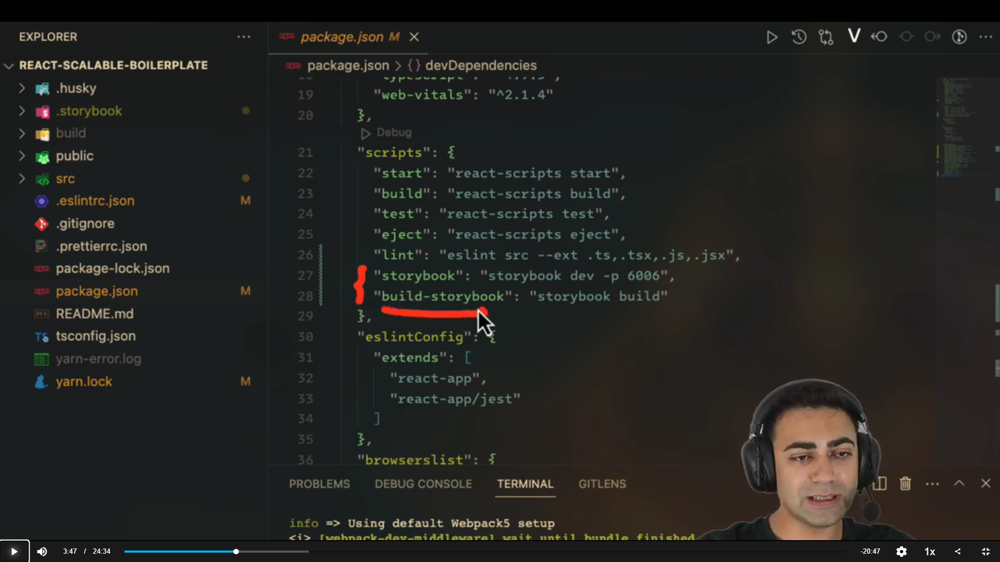 EXPLORER
REACT-SCALABLE-BOILERPLATE
.husky
.storybook
build
public
src
.eslintrc.json M
.gitignore
.prettierrc.json
package-lock.json
package.json M
README.md
TS tsconfig.json
yarn-error.log
yarn.lock M
package.json M
package.json > {} devDependencies
19 "web-vitals": "^2.1.4"
20 },
Debug
21 "scripts": {
22 "start": "react-scripts start",
23 "build": "react-scripts build",
24 "test": "react-scripts test",
25 "eject": "react-scripts eject",
26 "lint": "eslint src --ext .ts,.tsx,.js,.jsx",
27 "storybook": "storybook dev -p 6006",
28 "build-storybook": "storybook build"
29 },
30 "eslintConfig": {
31 "extends": [
32 "react-app",
33 "react-app/jest"
34 ]
35 },
36 "browserslist": {
PROBLEMS DEBUG CONSOLE TERMINAL GITLENS
info => Using default Webpack5 setup
<i> [webpack-dev-middleware] wait until bundle finished
3:47 / 24:34 -20:47 1x